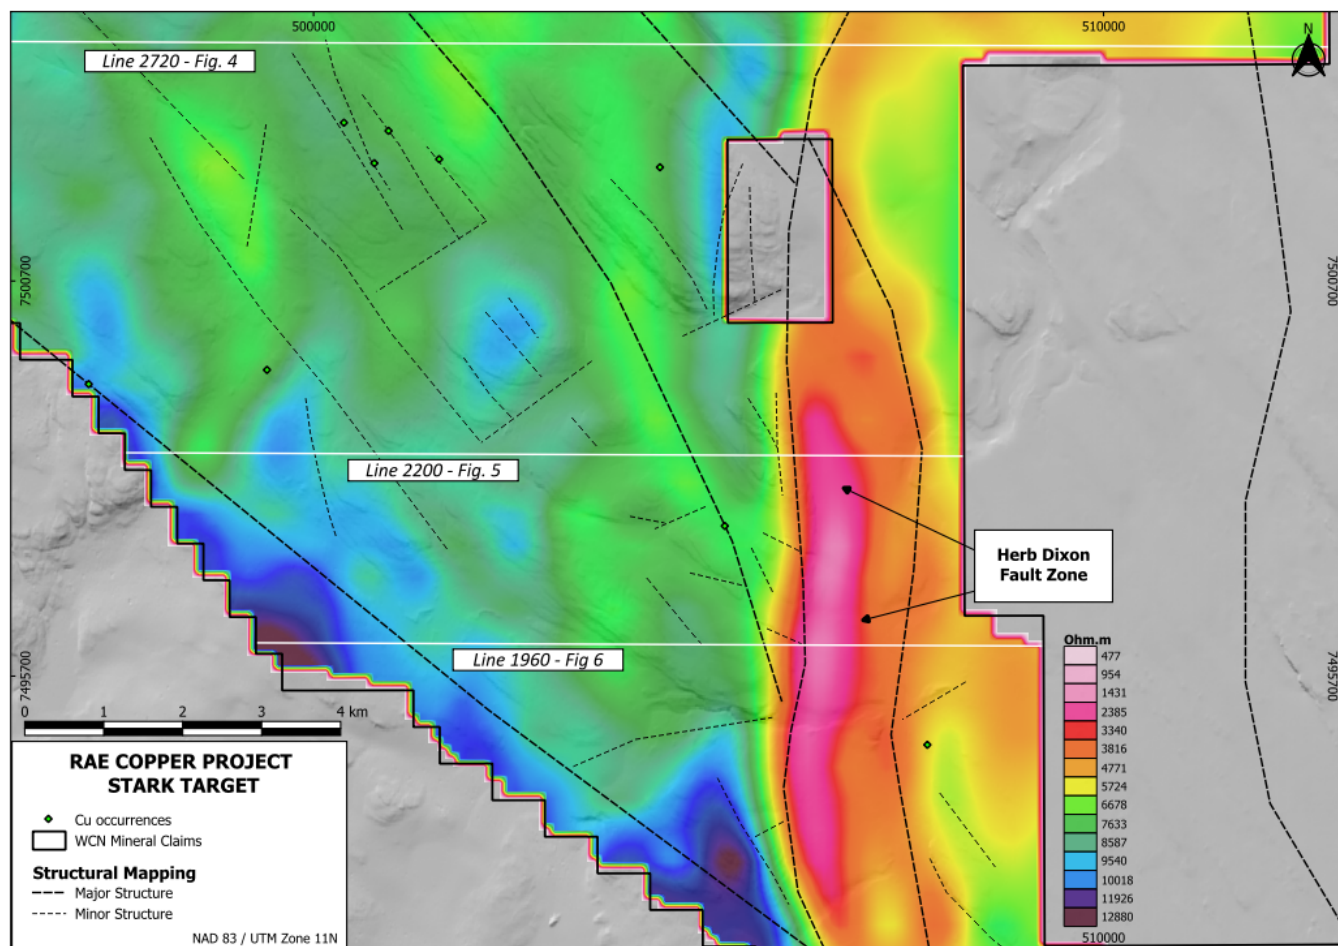 500000
510000
N
Line 2720 - Fig. 4
7500700
7500700
Line 2200 - Fig. 5
Herb Dixon
Fault Zone
Line 1960 - Fig 6
7495700
7495700
Ohm.m
477
954
1431
2385
3340
3816
4771
5724
6678
7633
8587
9540
10018
11926
12880
0 1 2 3 4 km
RAE COPPER PROJECT
STARK TARGET
Cu occurrences
WCN Mineral Claims
Structural Mapping
Major Structure
Minor Structure
NAD 83 / UTM Zone 11N
510000